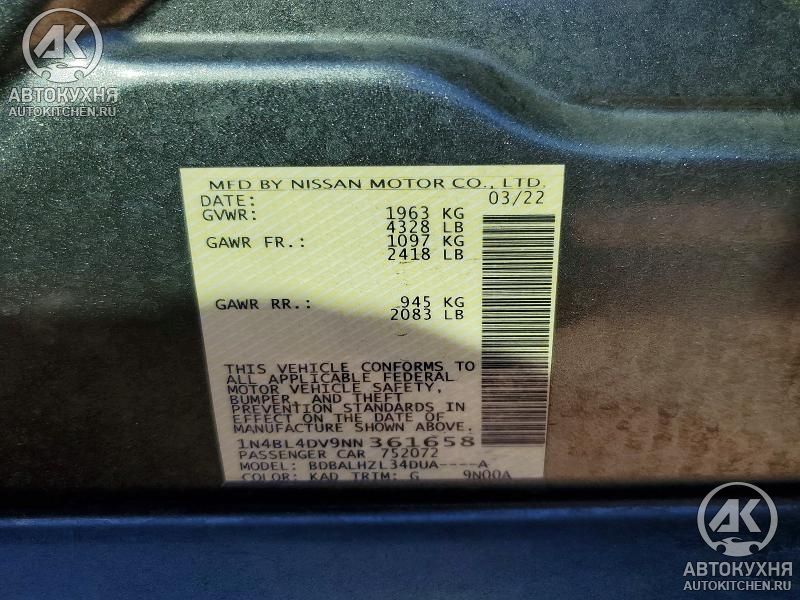 AK
АВТОКУХНЯ
AUTOKITCHEN.RU
MFD BY NISSAN MOTOR CO., LTD.
DATE: 03/22
GVWR: 1963 KG
4328 LB
GAWR FR.: 1097 KG
2418 LB
GAWR RR.: 945 KG
2083 LB
THIS VEHICLE CONFORMS TO
ALL APPLICABLE FEDERAL
MOTOR VEHICLE SAFETY,
BUMPER, AND THEFT
PREVENTION STANDARDS IN
EFFECT ON THE DATE OF
MANUFACTURE SHOWN ABOVE.
1N4BL4DV9NN361658
PASSENGER CAR 752072
MODEL: BDBALHZL34DUA----A
COLOR: KAD TRIM: G 9N00A
AK
АВТОКУХНЯ
AUTOKITCHEN.RU